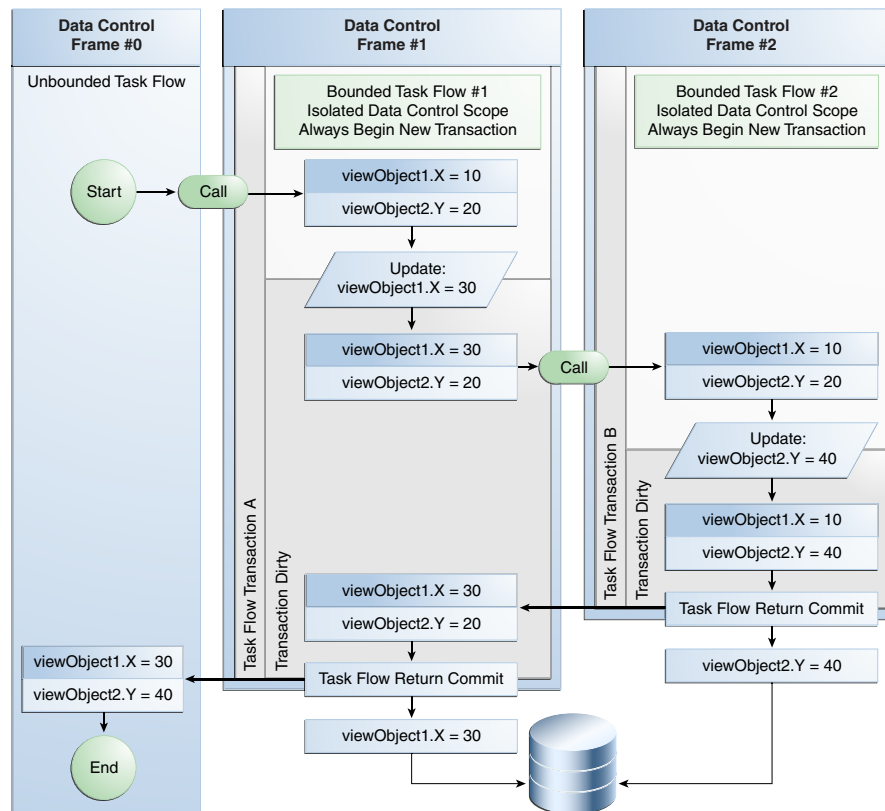 Data Control
Frame #0
Data Control
Frame #1
Data Control
Frame #2
Unbounded Task Flow
Bounded Task Flow #1
Isolated Data Control Scope
Always Begin New Transaction
Bounded Task Flow #2
Isolated Data Control Scope
Always Begin New Transaction
Start
Call
viewObject1.X = 10
viewObject2.Y = 20
Update:
viewObject1.X = 30
viewObject1.X = 30
viewObject2.Y = 20
Call
viewObject1.X = 10
viewObject2.Y = 20
Update:
viewObject2.Y = 40
viewObject1.X = 10
viewObject2.Y = 40
Task Flow Transaction B
Transaction Dirty
Task Flow Return Commit
viewObject2.Y = 40
Task Flow Transaction A
Transaction Dirty
viewObject1.X = 30
viewObject2.Y = 20
Task Flow Return Commit
viewObject1.X = 30
viewObject1.X = 30
viewObject2.Y = 40
End